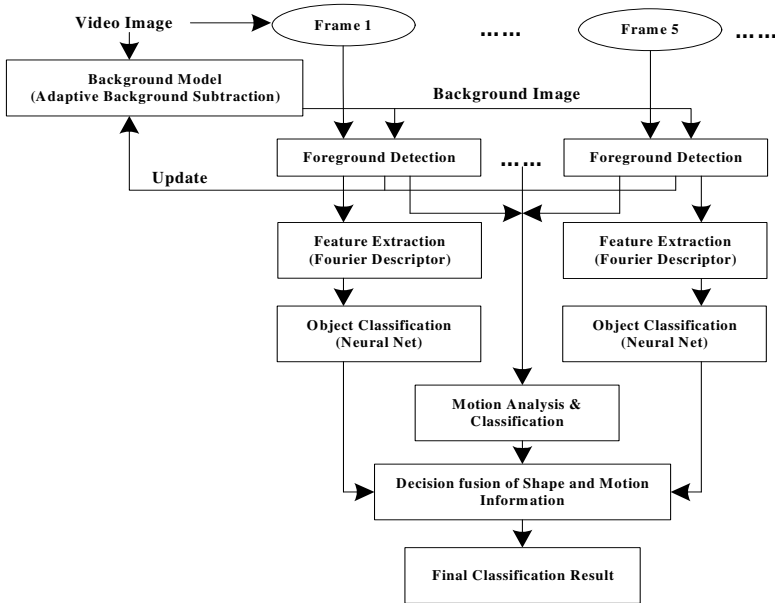 Video Image
Frame 1
……
Frame 5
……
Background Model
(Adaptive Background Subtraction)
Background Image
Foreground Detection
……
Foreground Detection
Update
Feature Extraction
(Fourier Descriptor)
Feature Extraction
(Fourier Descriptor)
Object Classification
(Neural Net)
Object Classification
(Neural Net)
Motion Analysis &
Classification
Decision fusion of Shape and Motion
Information
Final Classification Result